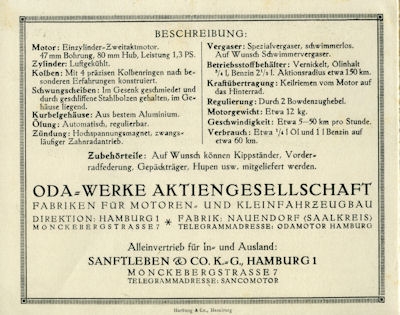 BESCHREIBUNG:
Motor: Einzylinder-Zweitaktmotor.
47 mm Bohrung, 80 mm Hub, Leistung 1,3 PS.
Zylinder: Luftgekühlt.
Kolben: Mit 4 präzisen Kolbenringen nach be-
sonderen Erfahrungen konstruiert.
Schwungscheiben: Im Gesenk geschmiedet und
durch geschliffene Stahlbolzen gehalten, im Ge-
häuse liegend.
Kurbelgehäuse: Aus bestem Aluminium.
Ölung: Automatisch, regulierbar.
Zündung: Hochspannungsmagnet, zwangs-
läufiger Zahnradantrieb.
Vergaser: Spezialvergaser, schwimmerlos.
Auf Wunsch Schwimmervergaser.
Betriebsstoffbehälter: Vernickelt, Ölinhalt
¾ l, Benzin 2½ l. Aktionsradius etwa 150 km.
Kraftübertragung: Keilriemen vom Motor auf
das Hinterrad.
Regulierung: Durch 2 Bowdenzughebel.
Motorgewicht: Etwa 12 kg.
Geschwindigkeit: Etwa 5—50 km pro Stunde.
Verbrauch: Etwa l Öl und 1 l Benzin auf
etwa 60 km.
Zubehörteile: Auf Wunsch können Kippständer, Vorder-
radfederung, Gepäckträger, Hupen usw. mitgeliefert werden.
ODA-WERKE AKTIENGESELLSCHAFT
FABRIKEN FÜR MOTOREN- UND KLEINFAHRZEUGBAU
DIREKTION: HAMBURG 1 * FABRIK: NAUENDORF (SAALKREIS)
MÖNCKEBERGSTRASSE 7 TELEGRAMMADRESSE: ODAMOTOR HAMBURG
Alleinvertrieb für In- und Ausland:
SANFTLEBEN & CO. K.-G., HAMBURG 1
MÖNCKEBERGSTRASSE 7
TELEGRAMMADRESSE: SANCOMOTOR
Hartung & Co., Hamburg